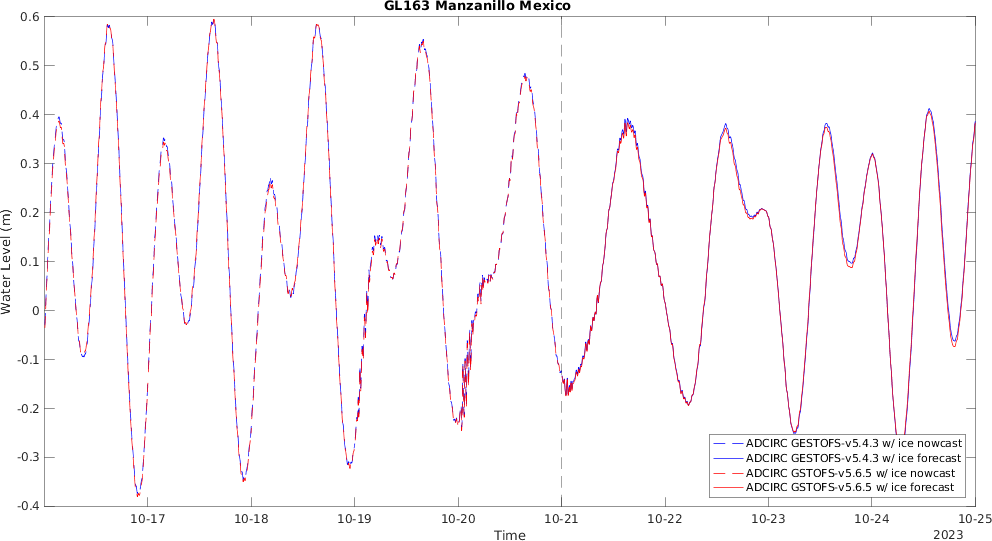 GL163 Manzanillo Mexico
0.6
0.5
0.4
0.3
0.2
0.1
0
-0.1
-0.2
-0.3
-0.4
Water Level (m)
ADCIRC GESTOFS-v5.4.3 w/ ice nowcast
ADCIRC GESTOFS-v5.4.3 w/ ice forecast
ADCIRC GSTOFS-v5.6.5 w/ ice nowcast
ADCIRC GSTOFS-v5.6.5 w/ ice forecast
10-17 10-18 10-19 10-20 10-21 10-22 10-23 10-24 10-25
Time
2023